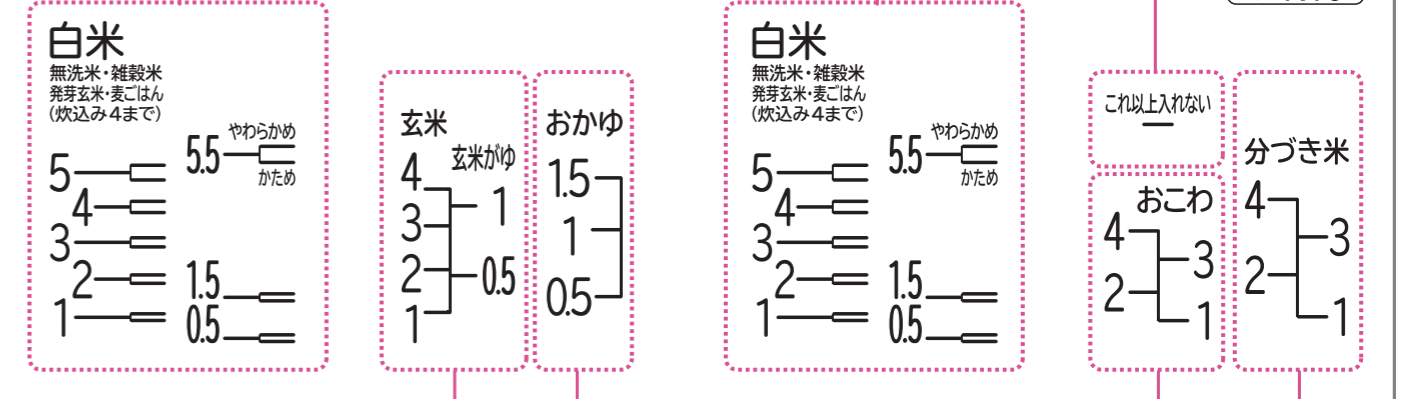 白米
無洗米・雑穀米
発芽玄米・麦ごはん
(炊込み4まで)
やわらかめ
5.5
かため
5
4
3
2
1
1.5
0.5
玄米
4
3
2
1
玄米がゆ
1
0.5
おかゆ
1.5
1
0.5
白米
無洗米・雑穀米
発芽玄米・麦ごはん
(炊込み4まで)
やわらかめ
5.5
かため
5
4
3
2
1
1.5
0.5
これ以上入れない
おこわ
4
3
2
1
分づき米
4
3
2
1